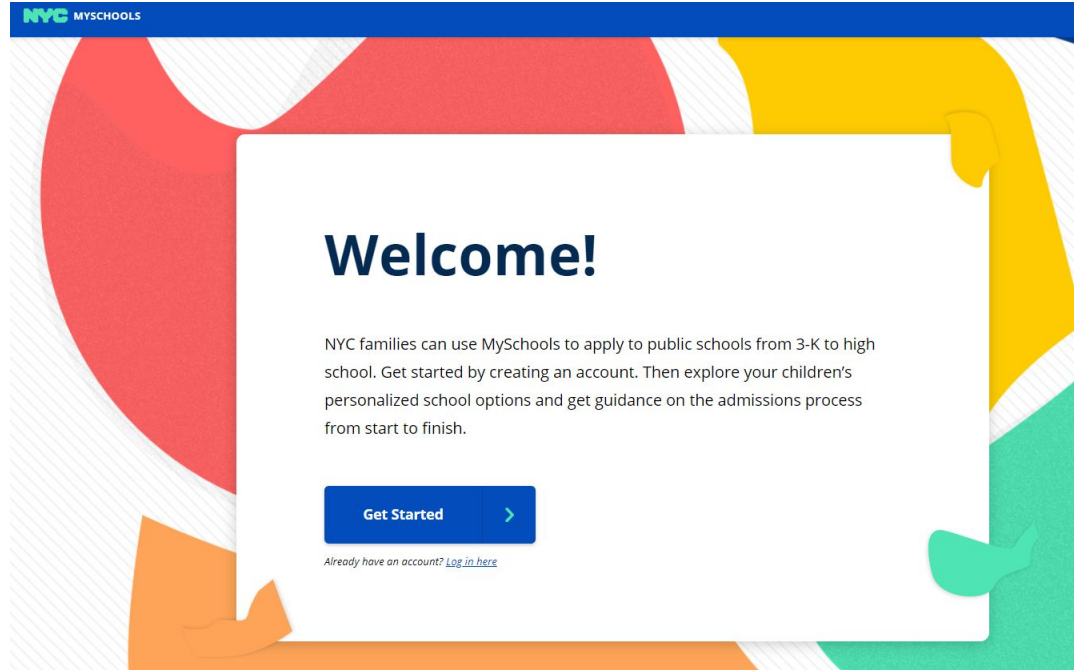 NYC MYSCHOOLS
Welcome!
NYC families can use MySchools to apply to public schools from 3-K to high
school. Get started by creating an account. Then explore your children’s
personalized school options and get guidance on the admissions process
from start to finish.
Get Started
Already have an account? Log in here